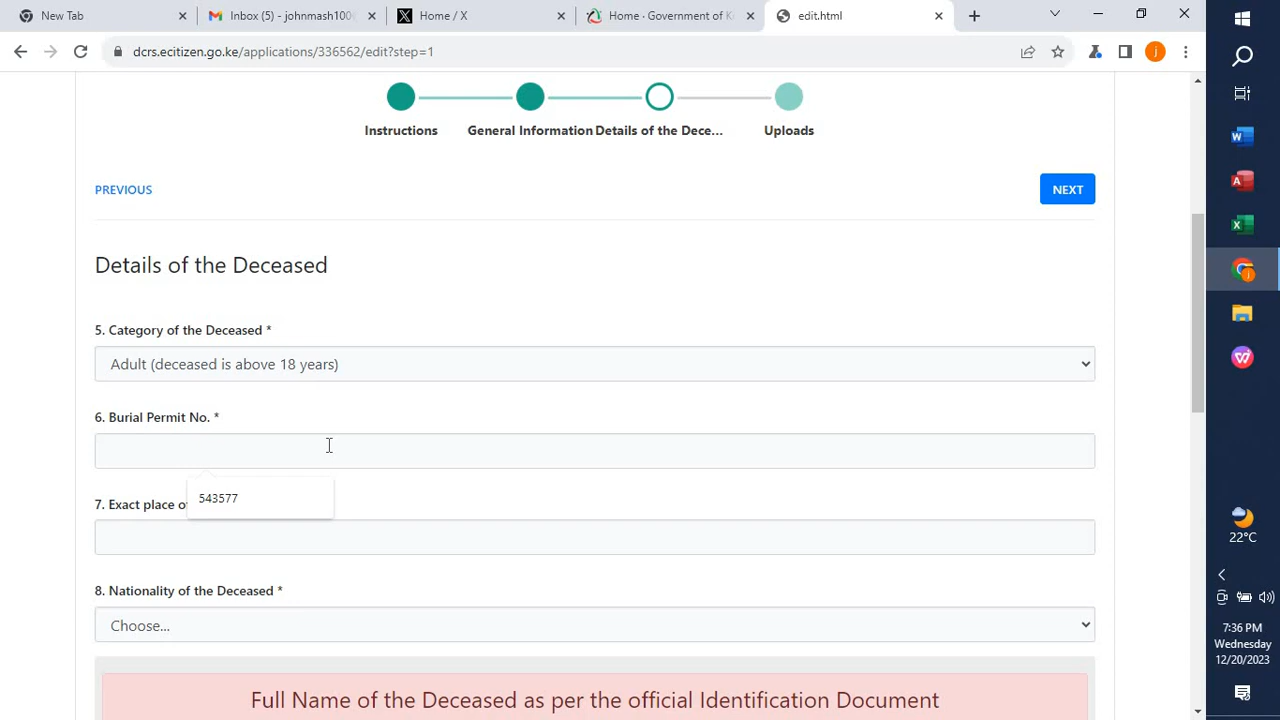 New Tab
Inbox (5) - johnmash100
Home / X
Home · Government of K
edit.html
dcrs.ecitizen.go.ke/applications/336562/edit?step=1
j
Instructions
General Information
Details of the Dece...
Uploads
PREVIOUS
NEXT
Details of the Deceased
5. Category of the Deceased *
Adult (deceased is above 18 years)
6. Burial Permit No. *
543577
7. Exact place o
8. Nationality of the Deceased *
Choose...
Full Name of the Deceased as per the official Identification Document
22°C
7:36 PM
Wednesday
12/20/2023